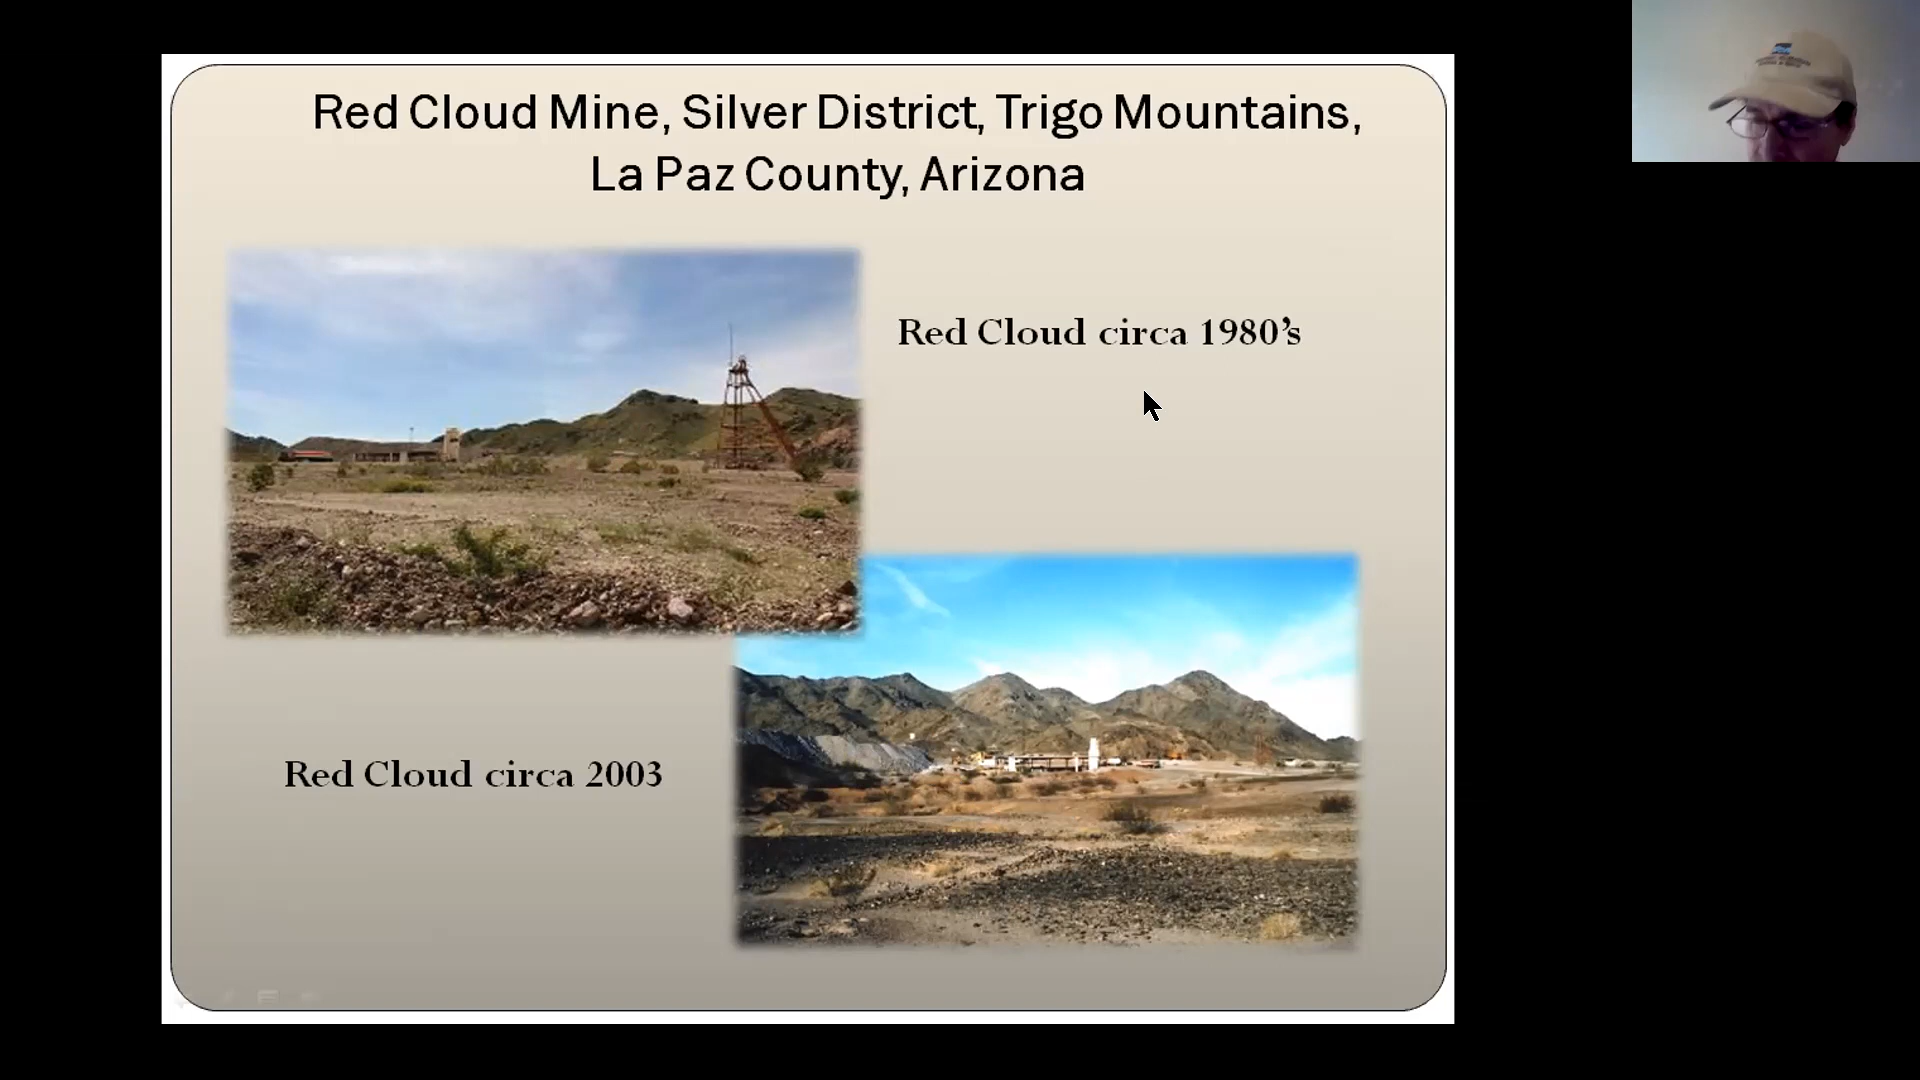 Red Cloud Mine, Silver District, Trigo Mountains,
La Paz County, Arizona
Red Cloud circa 1980’s
Red Cloud circa 2003